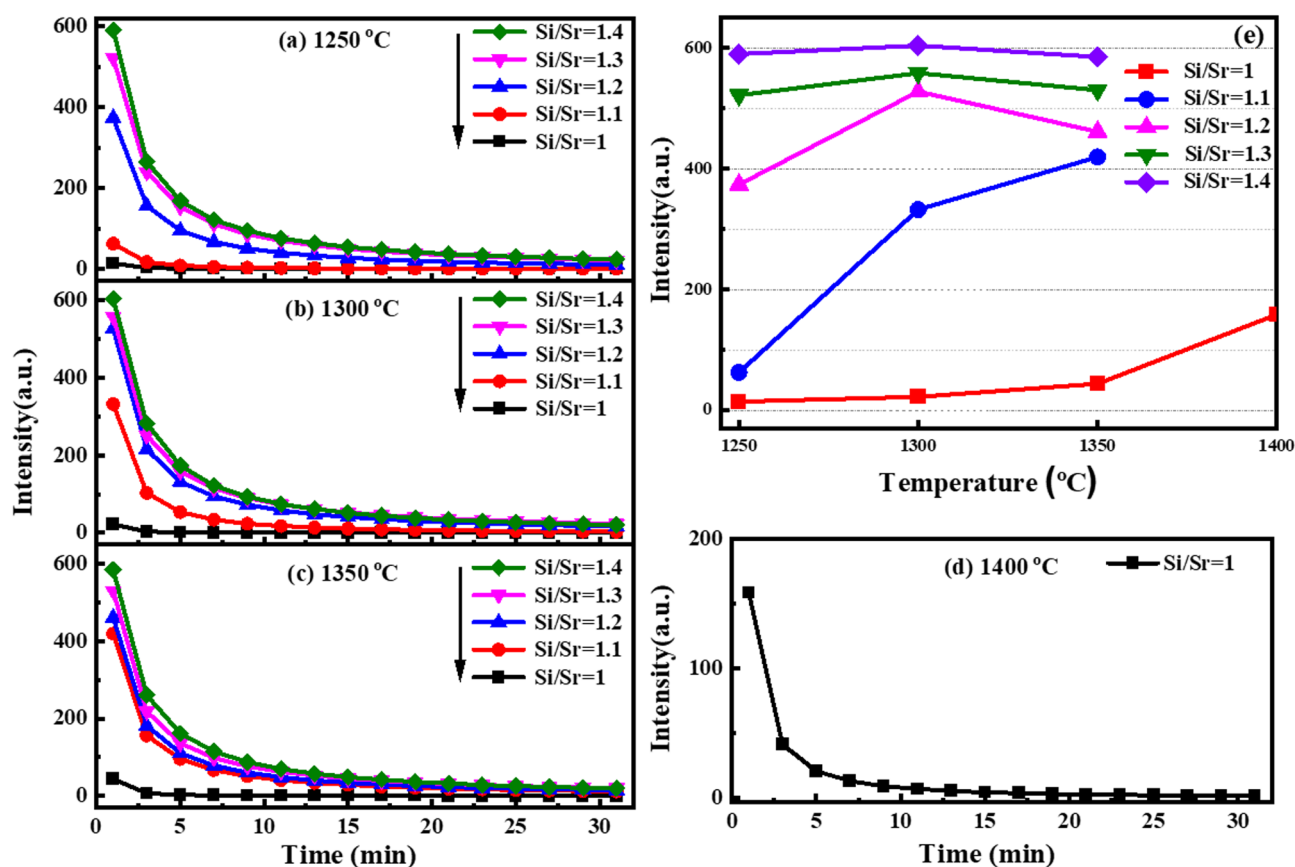 Intensity(a.u.)
600
400
200
0
(a) 1250 °C
Si/Sr=1.4
Si/Sr=1.3
Si/Sr=1.2
Si/Sr=1.1
Si/Sr=1
600
400
200
0
(b) 1300 °C
Si/Sr=1.4
Si/Sr=1.3
Si/Sr=1.2
Si/Sr=1.1
Si/Sr=1
600
400
200
0
(c) 1350 °C
Si/Sr=1.4
Si/Sr=1.3
Si/Sr=1.2
Si/Sr=1.1
Si/Sr=1
0 5 10 15 20 25 30
Time (min)
Intensity(a.u.)
600
400
200
0
(e)
Si/Sr=1
Si/Sr=1.1
Si/Sr=1.2
Si/Sr=1.3
Si/Sr=1.4
1250 1300 1350 1400
Temperature (°C)
Intensity(a.u.)
200
100
0
(d) 1400 °C
Si/Sr=1
0 5 10 15 20 25 30
Time (min)